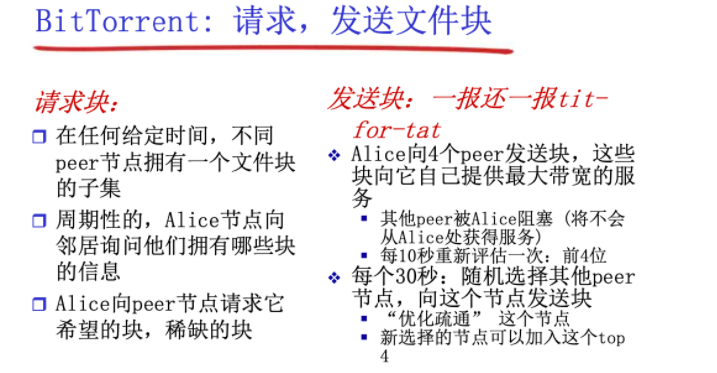 BitTorrent: 请求，发送文件块
请求块：
在任何给定时间，不同
peer节点拥有一个文件块
的子集
周期性的，Alice节点向
邻居询问他们拥有哪些块
的信息
Alice向peer节点请求它
希望的块，稀缺的块
发送块：一报还一报tit-
for-tat
Alice向4个peer发送块，这些
块向它自己提供最大带宽的服
务
其他peer被Alice阻塞 (将不会
从Alice处获得服务)
每10秒重新评估一次：前4位
每个30秒：随机选择其他peer
节点，向这个节点发送块
“优化疏通” 这个节点
新选择的节点可以加入这个top
4